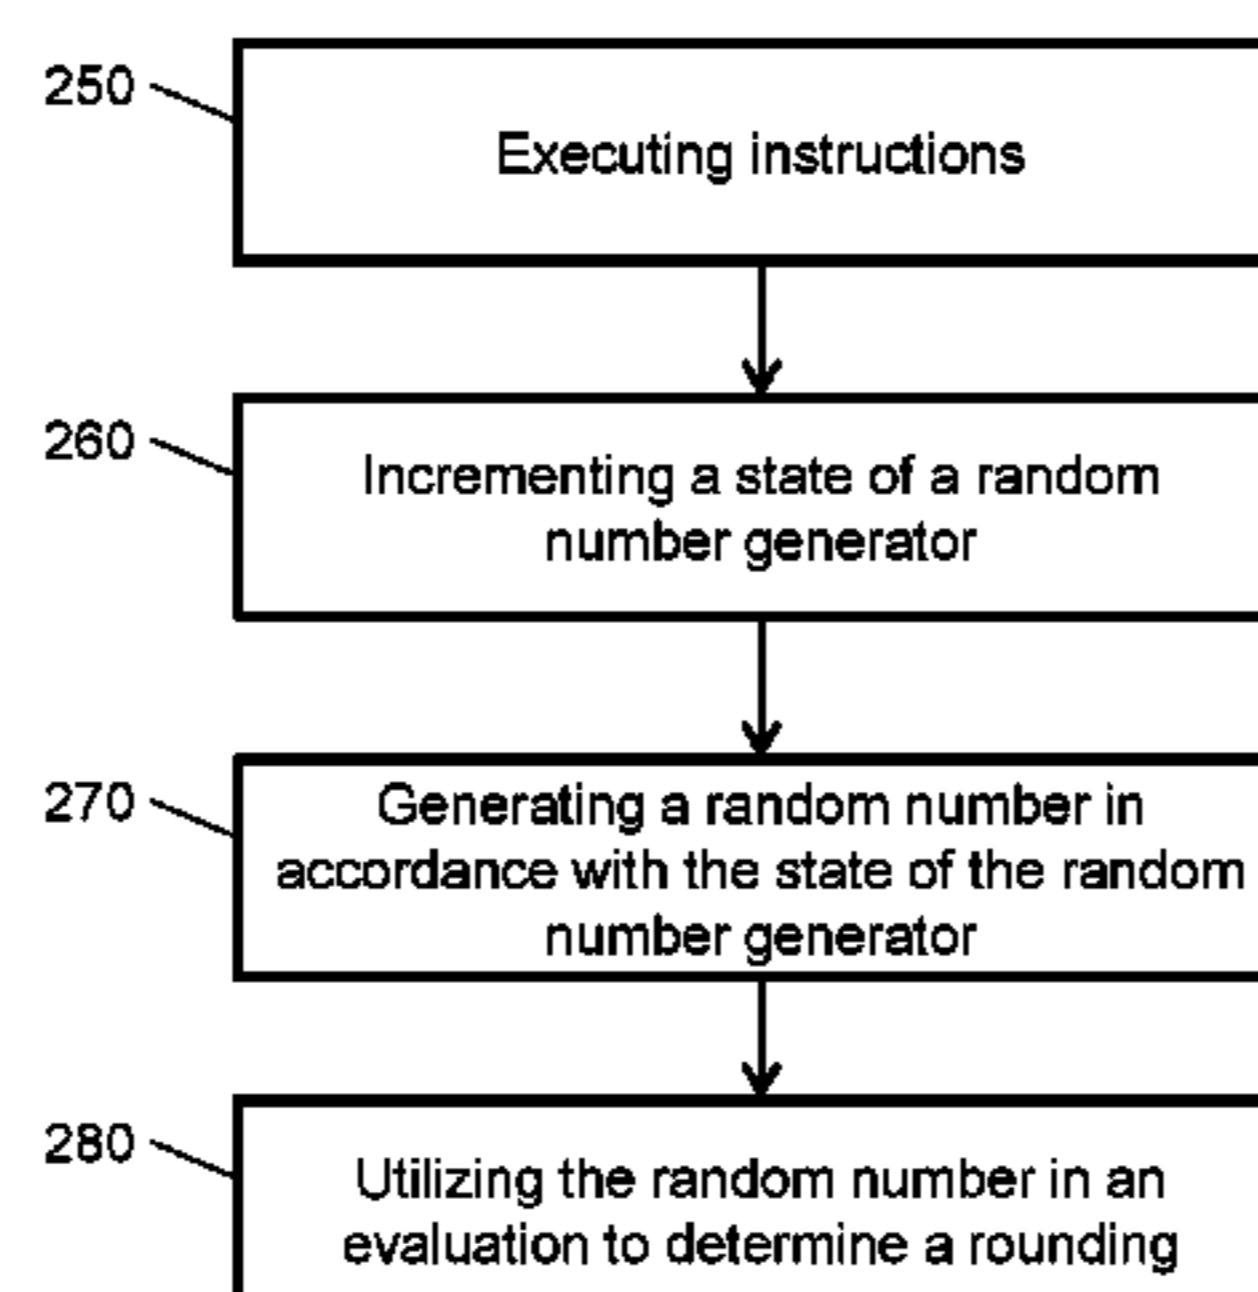 250
Executing instructions
260
Incrementing a state of a random
number generator
270
Generating a random number in
accordance with the state of the random
number generator
280
Utilizing the random number in an
evaluation to determine a rounding